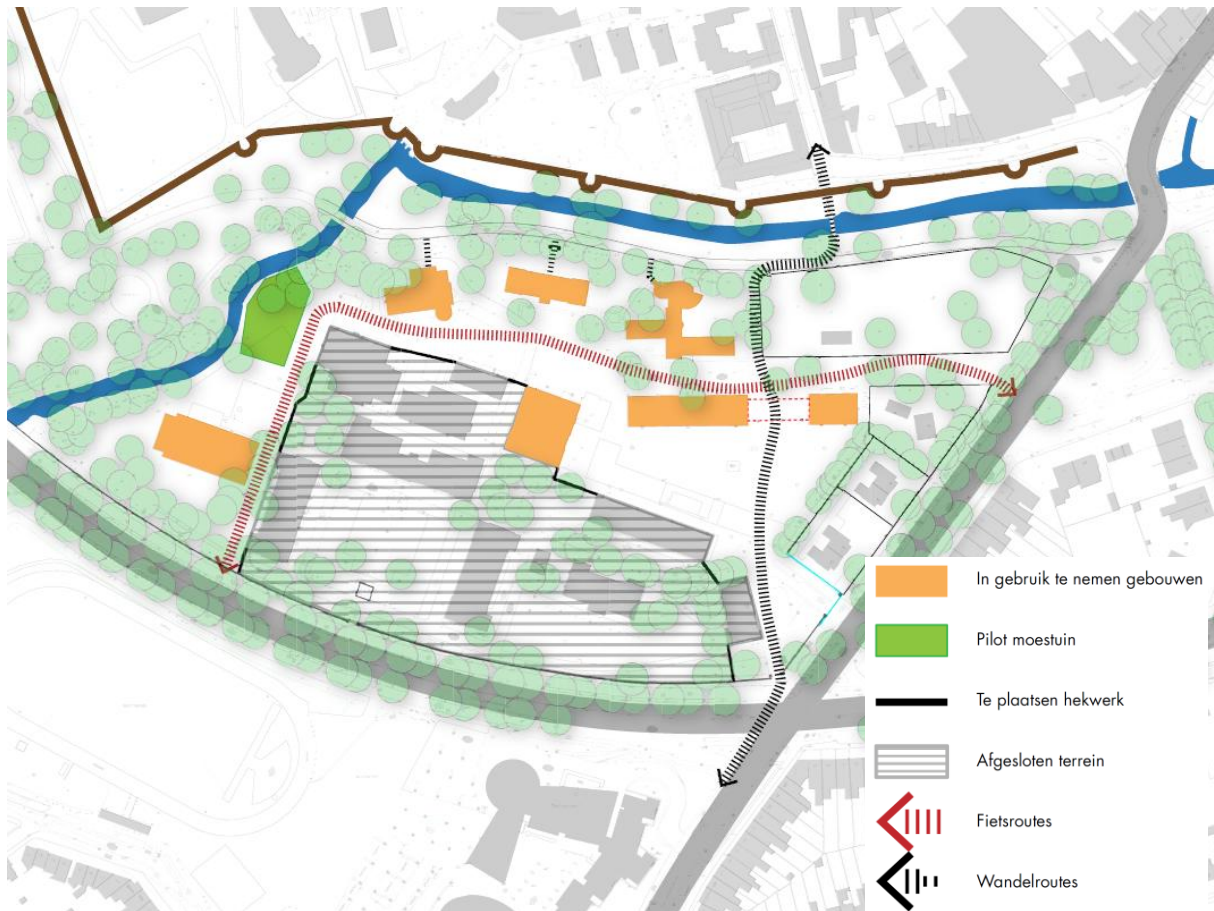 In gebruik te nemen gebouwen
Pilot moestuin
Te plaatsen hekwerk
Afgesloten terrein
Fietsroutes
Wandelroutes